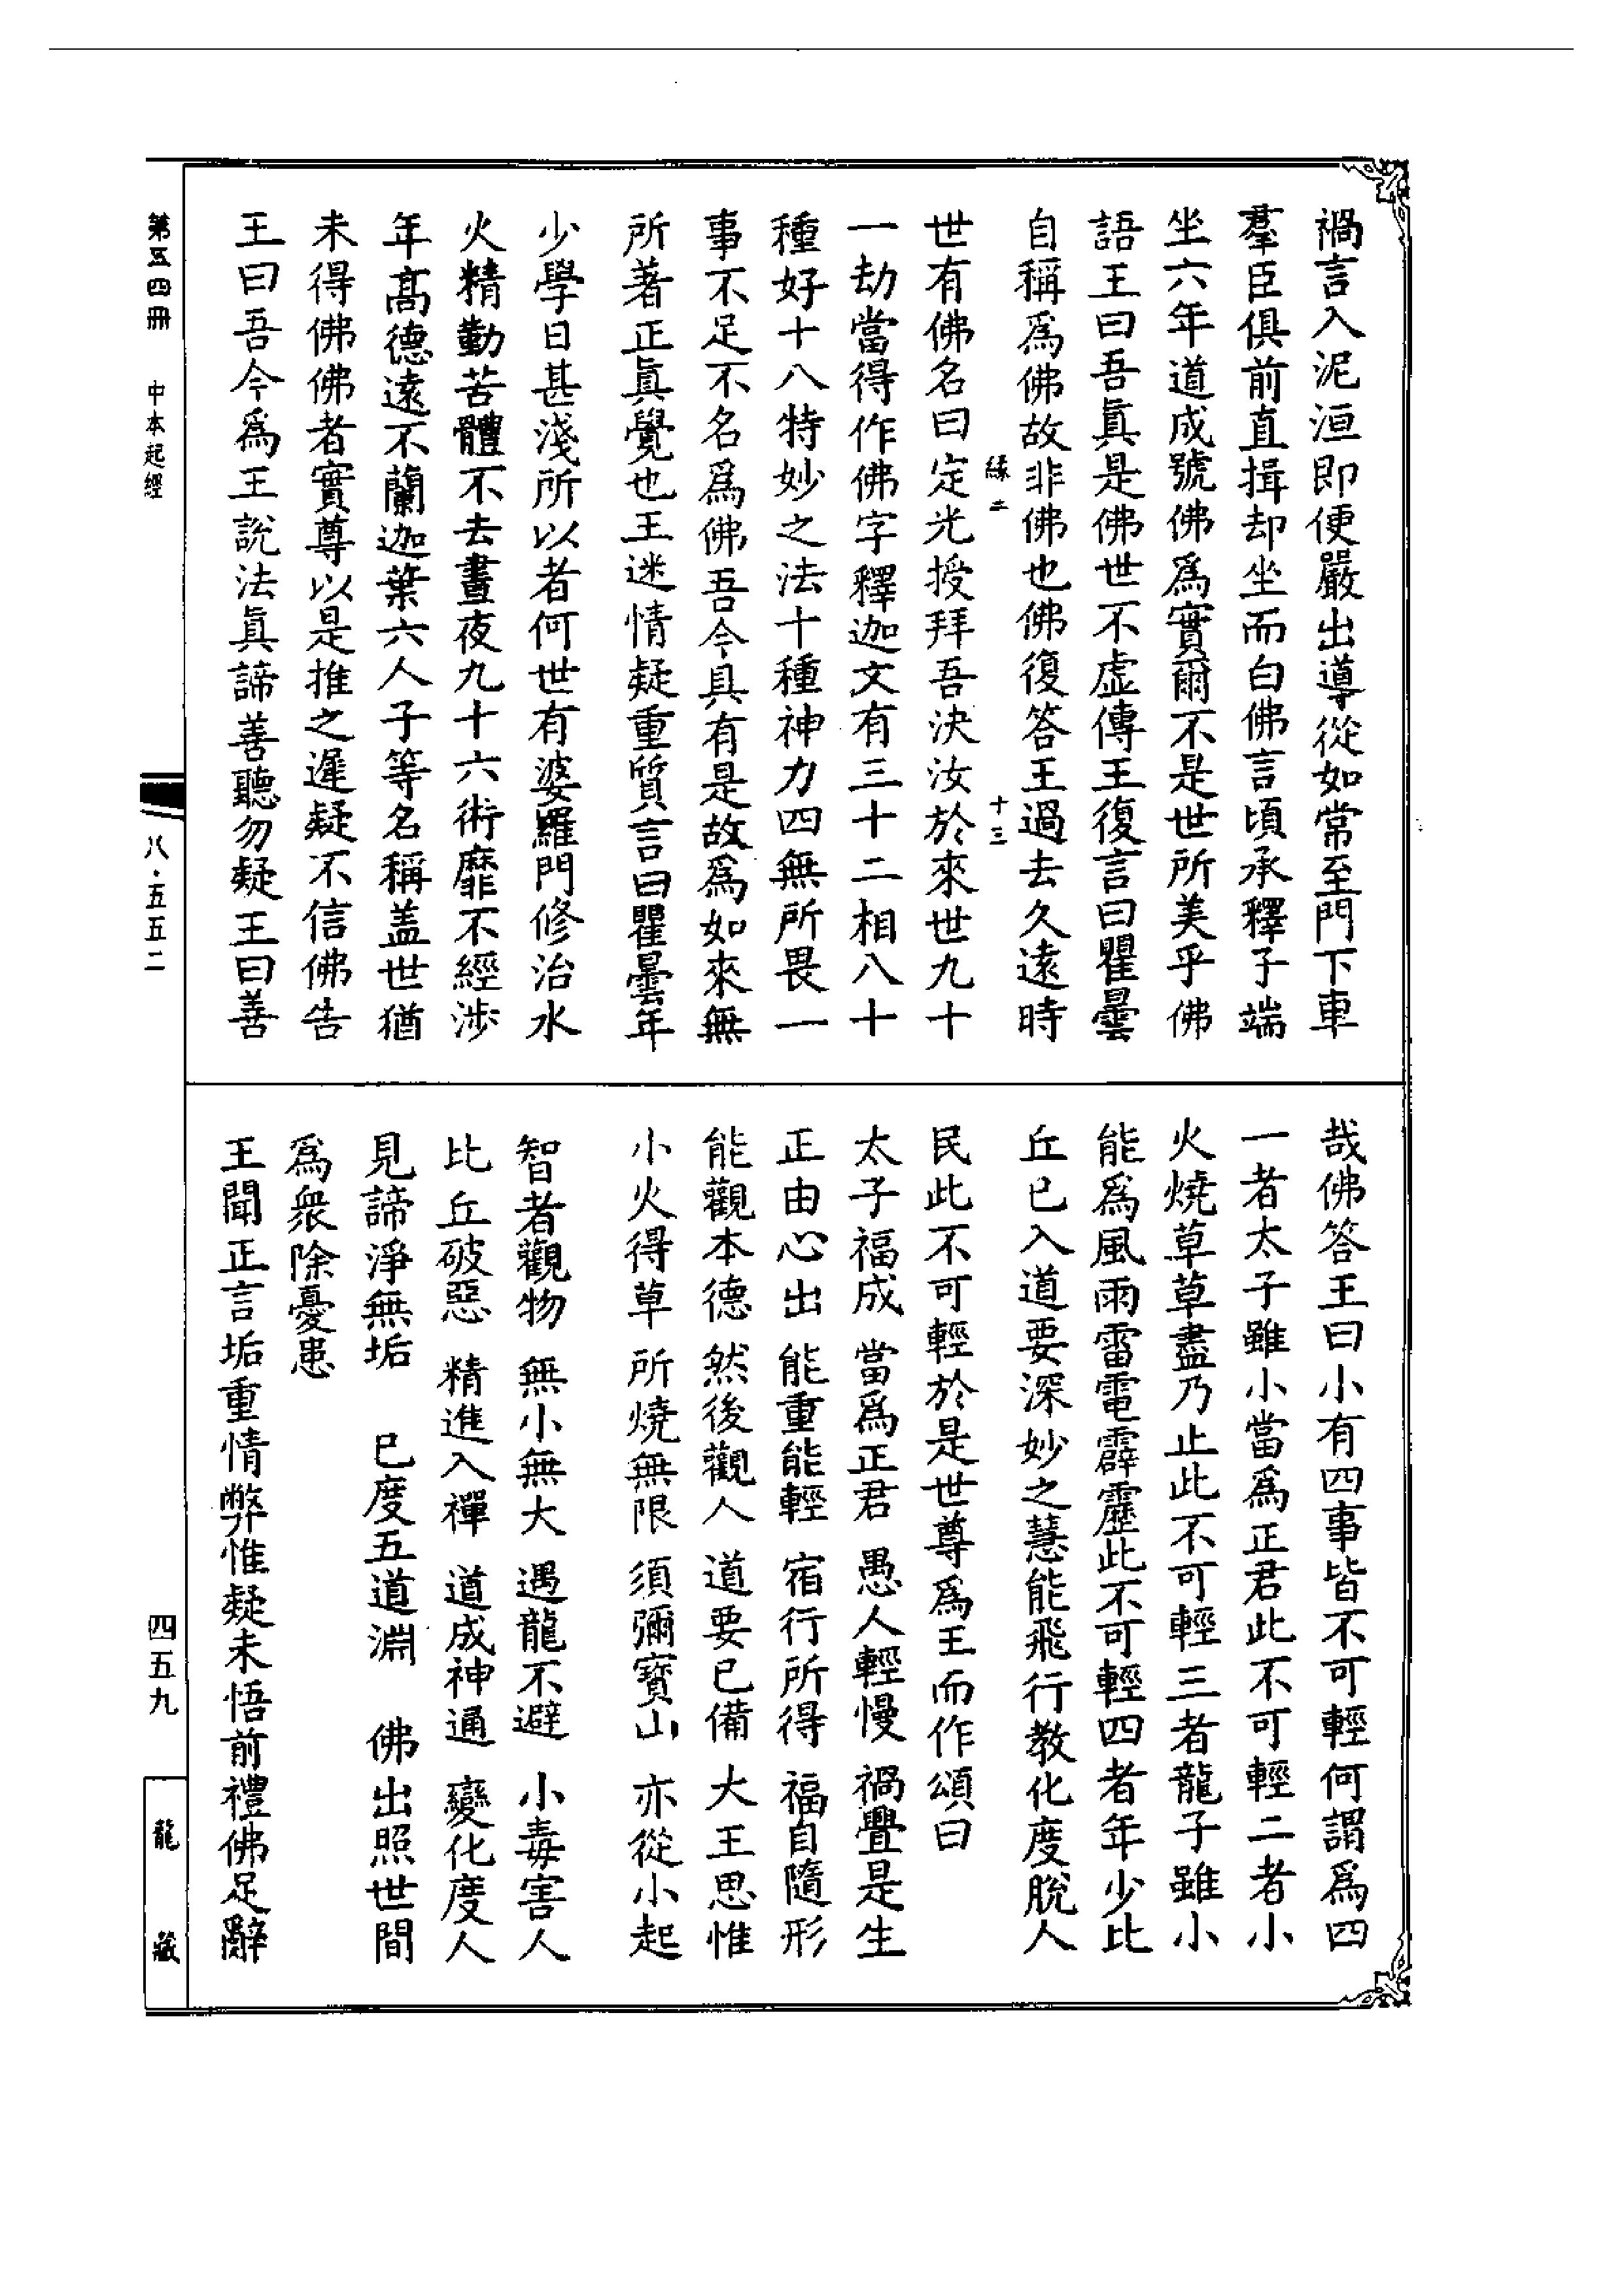 禍言入泥洹即便嚴出導從如常至門下車
羣臣俱前直揖却坐而白佛言頃承釋子端
坐六年道成號佛爲實爾不是世所美乎佛
語王曰吾眞是佛世不虛傳王復言曰瞿曇
自稱爲佛故非佛也佛復答王過去久遠時
緣二 十三
世有佛名曰定光授拜吾決汝於來世九十
一劫當得作佛字釋迦文有三十二相八十
種好十八特妙之法十種神力四無所畏一
事不足不名爲佛吾今具有是故爲如來無
所著正眞覺也王迷情疑重質言曰瞿曇年
少學日甚淺所以者何世有婆羅門修治水
火精勤苦體不去晝夜九十六術靡不經涉
年高德遠不蘭迦葉六人子等名稱盖世猶
未得佛佛者實尊以是推之遲疑不信佛告
王曰吾今爲王說法眞諦善聽勿疑王曰善
哉佛答王曰小有四事皆不可輕何謂爲四
一者太子雖小當爲正君此不可輕二者小
火燒草草盡乃止此不可輕三者龍子雖小
能爲風雨雷電霹靂此不可輕四者年少比
丘已入道要深妙之慧能飛行教化度脫人
民此不可輕於是世尊爲王而作頌曰
太子福成 當爲正君 愚人輕慢 禍舋是生
正由心出 能重能輕 宿行所得 福自隨形
能觀本德 然後觀人 道要已備 大王思惟
小火得草 所燒無限 須彌寶山 亦從小起
智者觀物 無小無大 遇龍不避 小毒害人
比丘破惡 精進入禪 道成神通 變化度人
見諦淨無垢 已度五道淵 佛出照世間
爲衆除憂患
王聞正言垢重情弊惟疑未悟前禮佛足辭
第五四冊 中本起經
八·五五二
四五九
龍藏